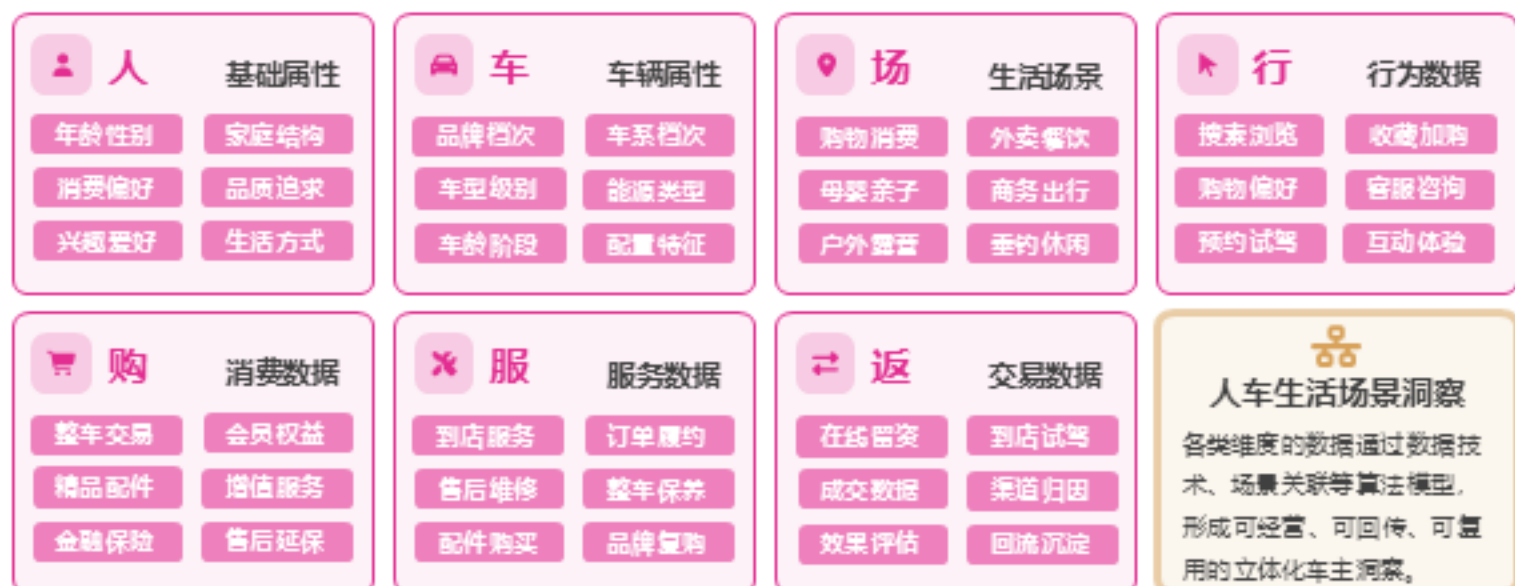 人 基础属性
年龄性别 家庭结构
消费偏好 品质追求
兴趣爱好 生活方式
车 车辆属性
品牌档次 车系档次
车型级别 能源类型
车龄阶段 配置特征
场 生活场景
购物消费 外卖餐饮
母婴亲子 商务出行
户外露营 垂钓休闲
行 行为数据
搜索浏览 收藏加购
购物偏好 客服咨询
预约试驾 互动体验
购 消费数据
整车交易 会员权益
精品配件 增值服务
金融保险 售后延保
服 服务数据
到店服务 订单履约
售后维修 整车保养
配件购买 品牌复购
返 交易数据
在线留资 到店试驾
成交数据 渠道归因
效果评估 回流沉淀
人车生活场景洞察
各类维度的数据通过数据技
术、场景关联等算法模型，
形成可经营、可回传、可复
用的立体化车主洞察。